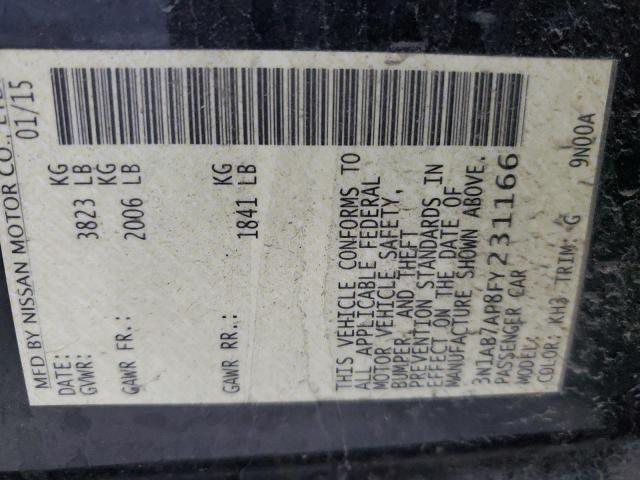 MFD BY NISSAN MOTOR CO., LTD
DATE: 01/15
GVWR: KG
3823 LB
GAWR FR.: KG
2006 LB
GAWR RR.: KG
1841 LB
THIS VEHICLE CONFORMS TO
ALL APPLICABLE FEDERAL
MOTOR VEHICLE SAFETY,
BUMPER, AND THEFT
PREVENTION STANDARDS IN
EFFECT ON THE DATE OF
MANUFACTURE SHOWN ABOVE.
3N1AB7AP8FY231166
PASSENGER CAR
MODEL:
COLOR: KH3 TRIM: G 9N00A